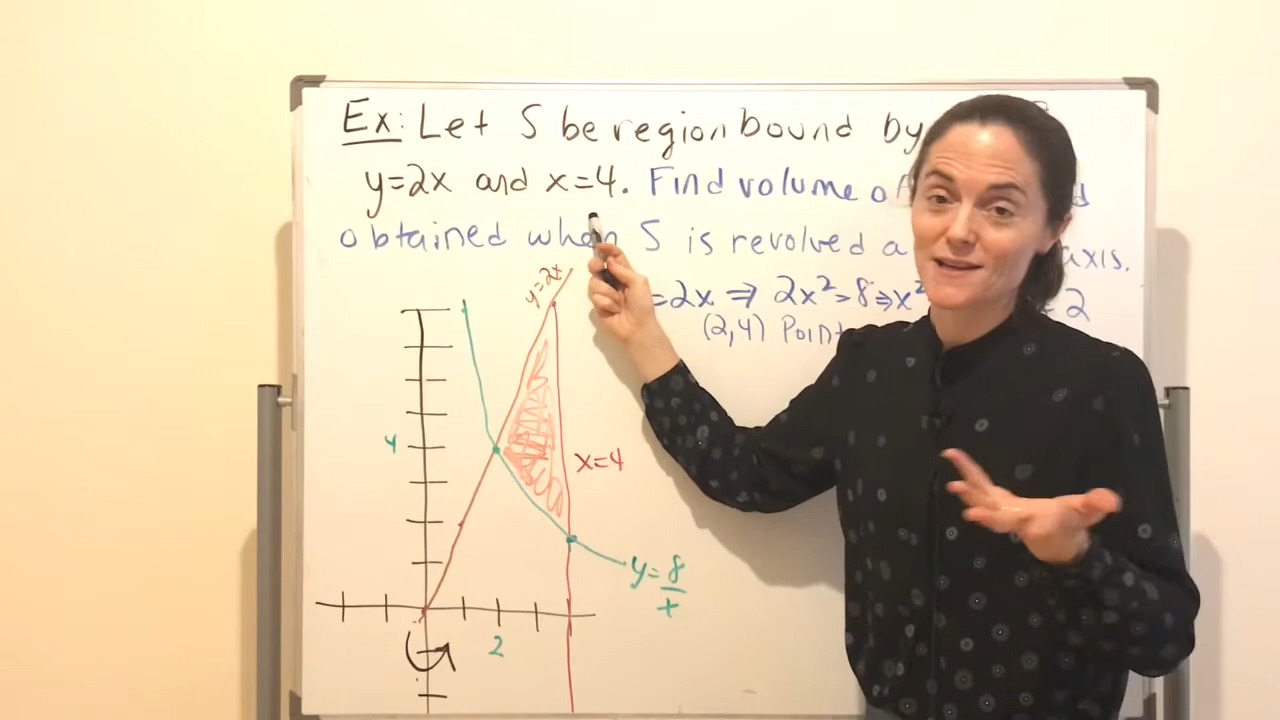 Ex: Let S be region bound by
y=2x and x=4. Find volume
obtained when S is revolved axis.
=2x ⇒ 2x²=8 ⇒ x² 2
(2,4) Point
y=2x
4
x=4
y=8/x
2